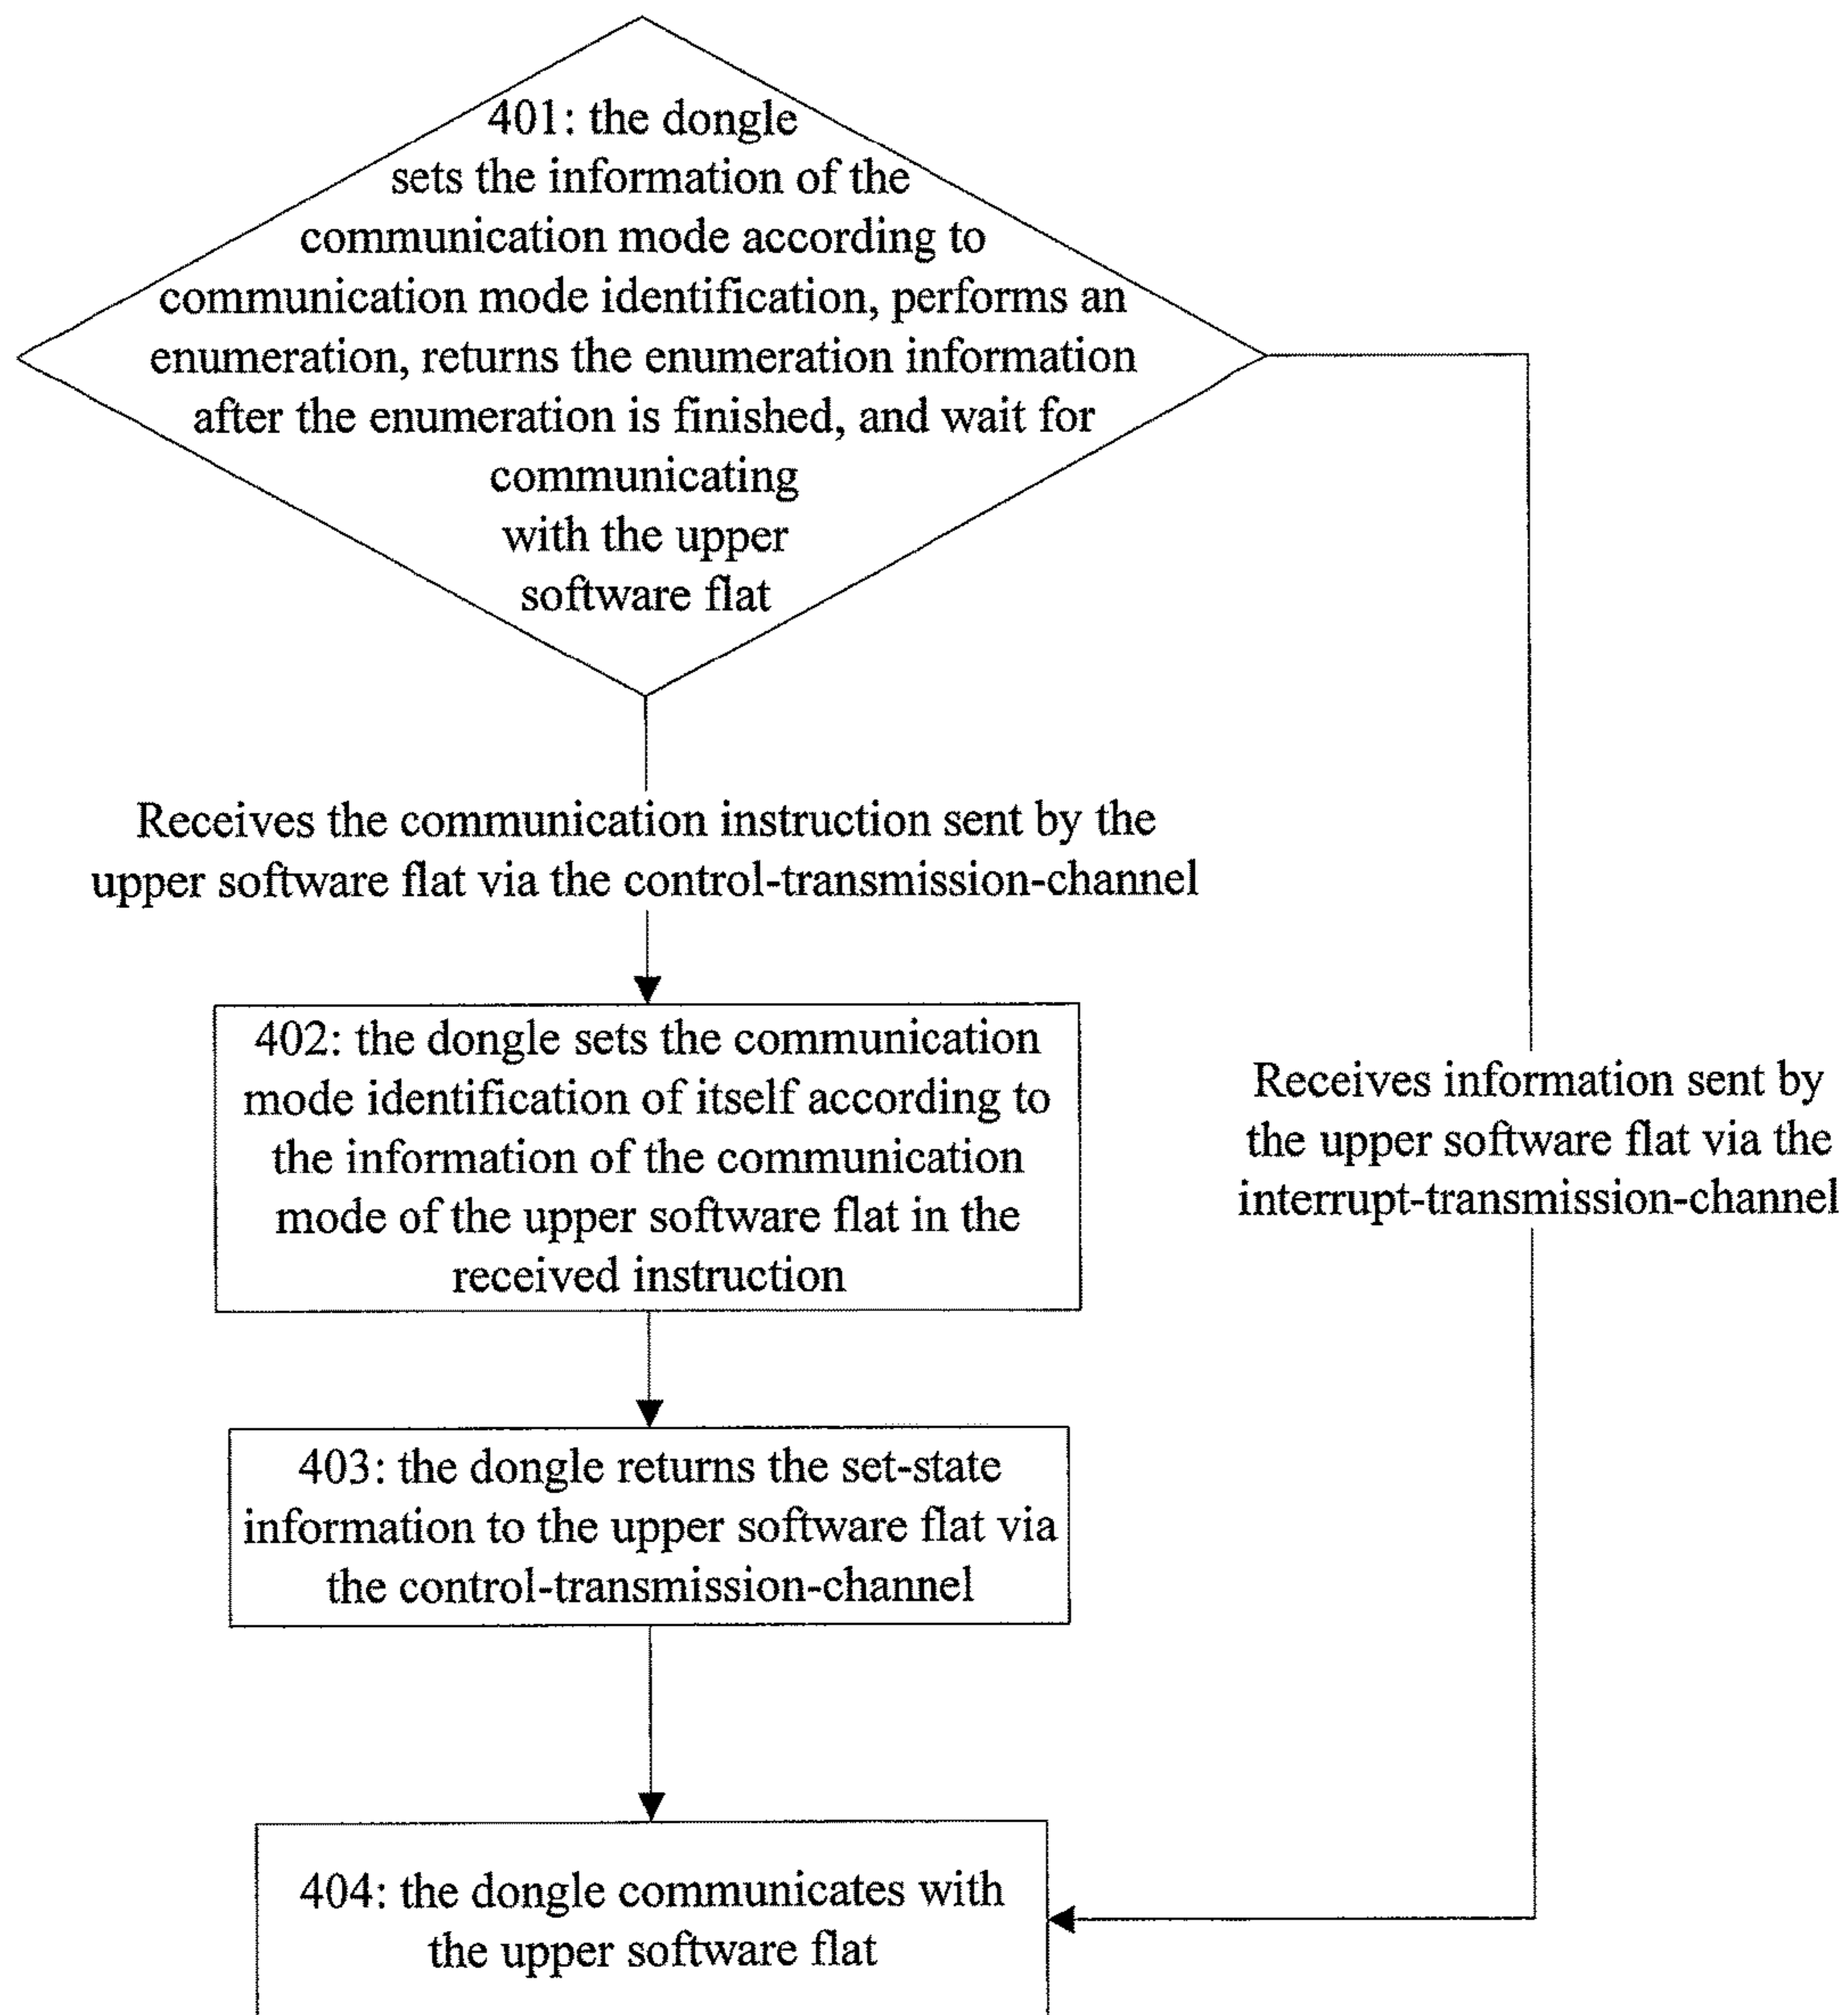 401: the dongle
sets the information of the
communication mode according to
communication mode identification, performs an
enumeration, returns the enumeration information
after the enumeration is finished, and wait for
communicating
with the upper
software flat
Receives the communication instruction sent by the
upper software flat via the control-transmission-channel
402: the dongle sets the communication
mode identification of itself according to
the information of the communication
mode of the upper software flat in the
received instruction
Receives information sent by
the upper software flat via the
interrupt-transmission-channel
403: the dongle returns the set-state
information to the upper software flat via
the control-transmission-channel
404: the dongle communicates with
the upper software flat